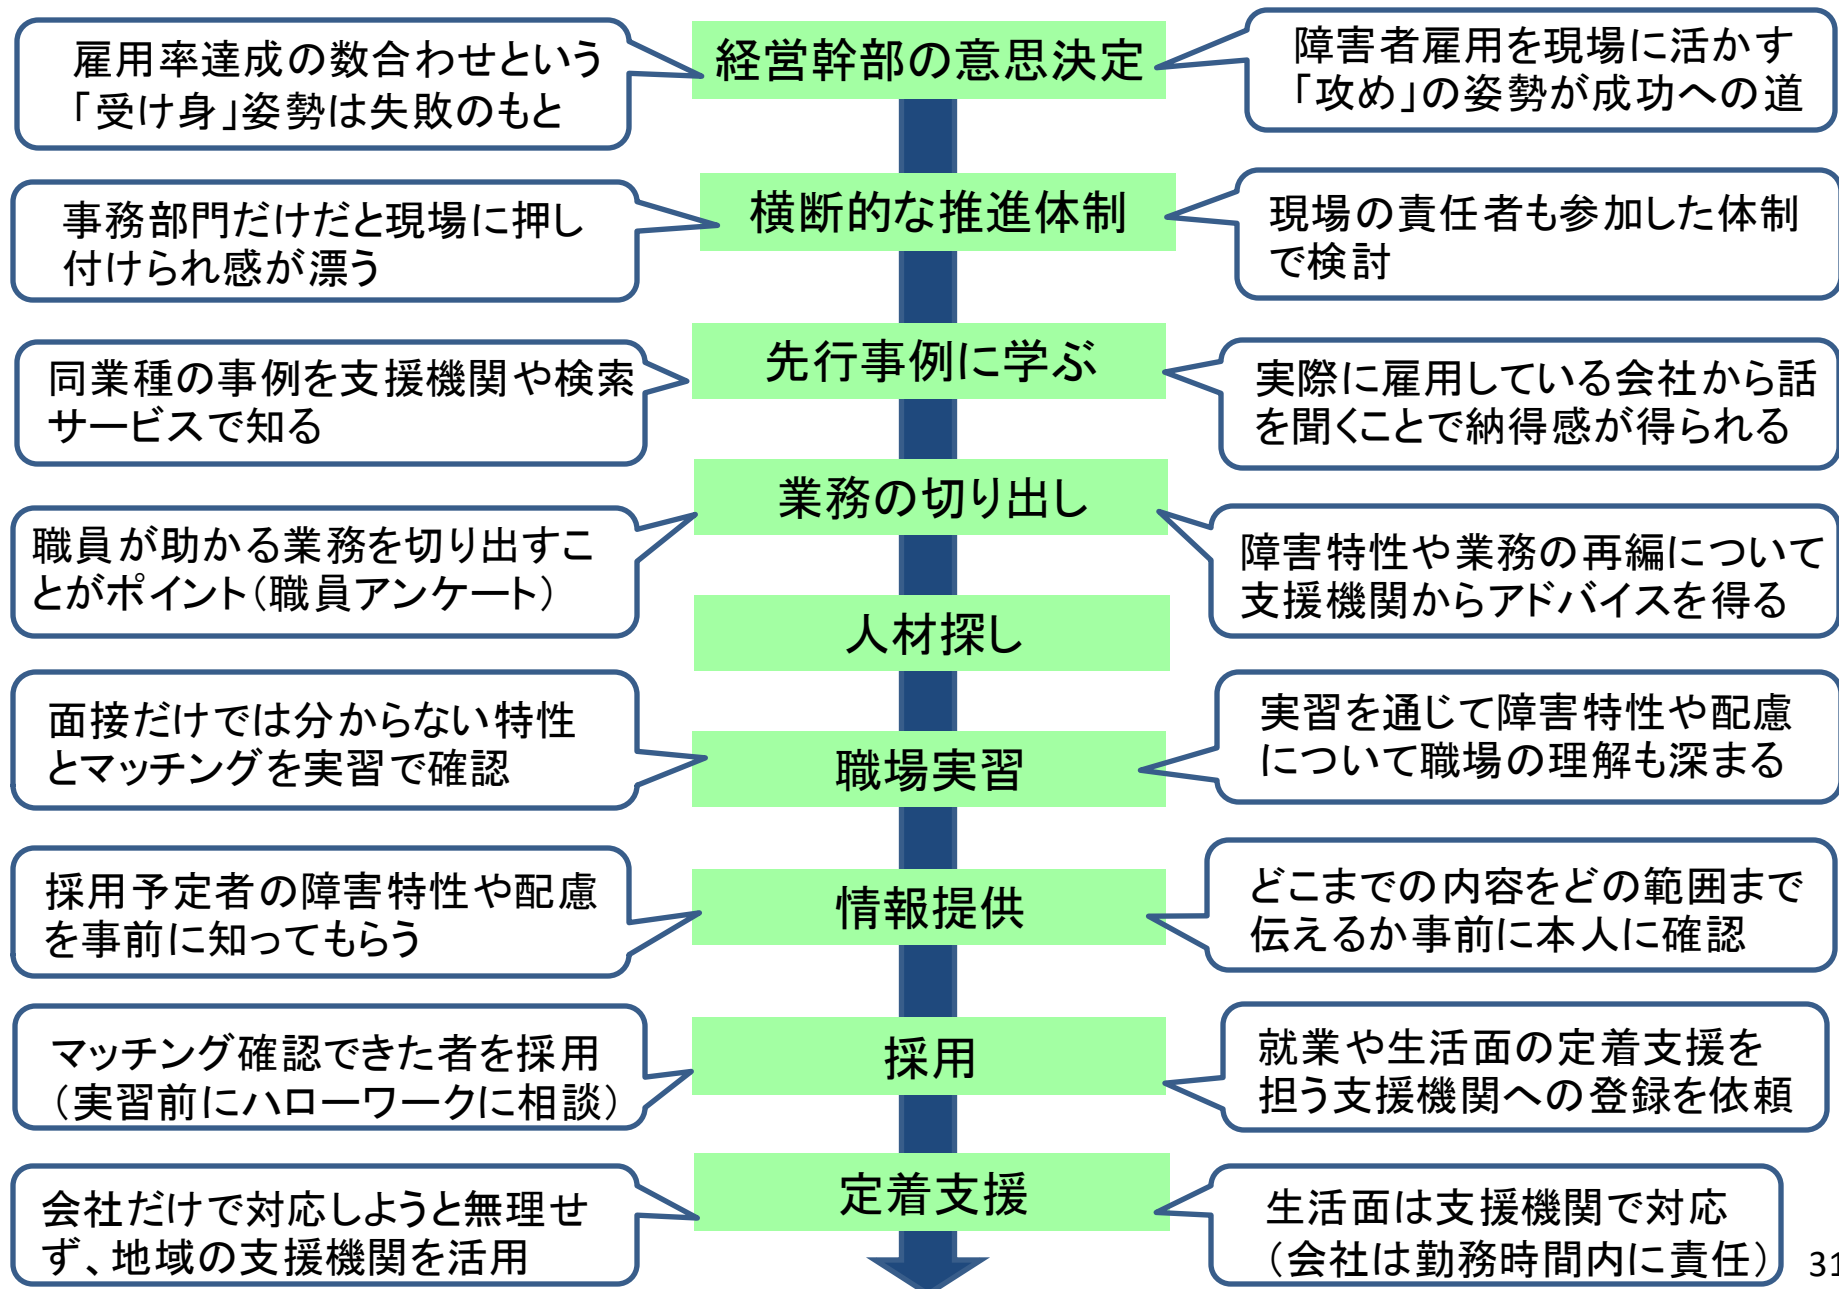 経営幹部の意思決定
雇用率達成の数合わせという
「受け身」姿勢は失敗のもと
障害者雇用を現場に活かす
「攻め」の姿勢が成功への道
横断的な推進体制
事務部門だけだと現場に押し
付けられ感が漂う
現場の責任者も参加した体制
で検討
先行事例に学ぶ
同業種の事例を支援機関や検索
サービスで知る
実際に雇用している会社から話
を聞くことで納得感が得られる
業務の切り出し
職員が助かる業務を切り出すこ
とがポイント(職員アンケート)
障害特性や業務の再編について
支援機関からアドバイスを得る
人材探し
職場実習
面接だけでは分からない特性
とマッチングを実習で確認
実習を通じて障害特性や配慮
について職場の理解も深まる
情報提供
採用予定者の障害特性や配慮
を事前に知ってもらう
どこまでの内容をどの範囲まで
伝えるか事前に本人に確認
採用
マッチング確認できた者を採用
(実習前にハローワークに相談)
就業や生活面の定着支援を
担う支援機関への登録を依頼
定着支援
会社だけで対応しようと無理せ
ず、地域の支援機関を活用
生活面は支援機関で対応
(会社は勤務時間内に責任)
31